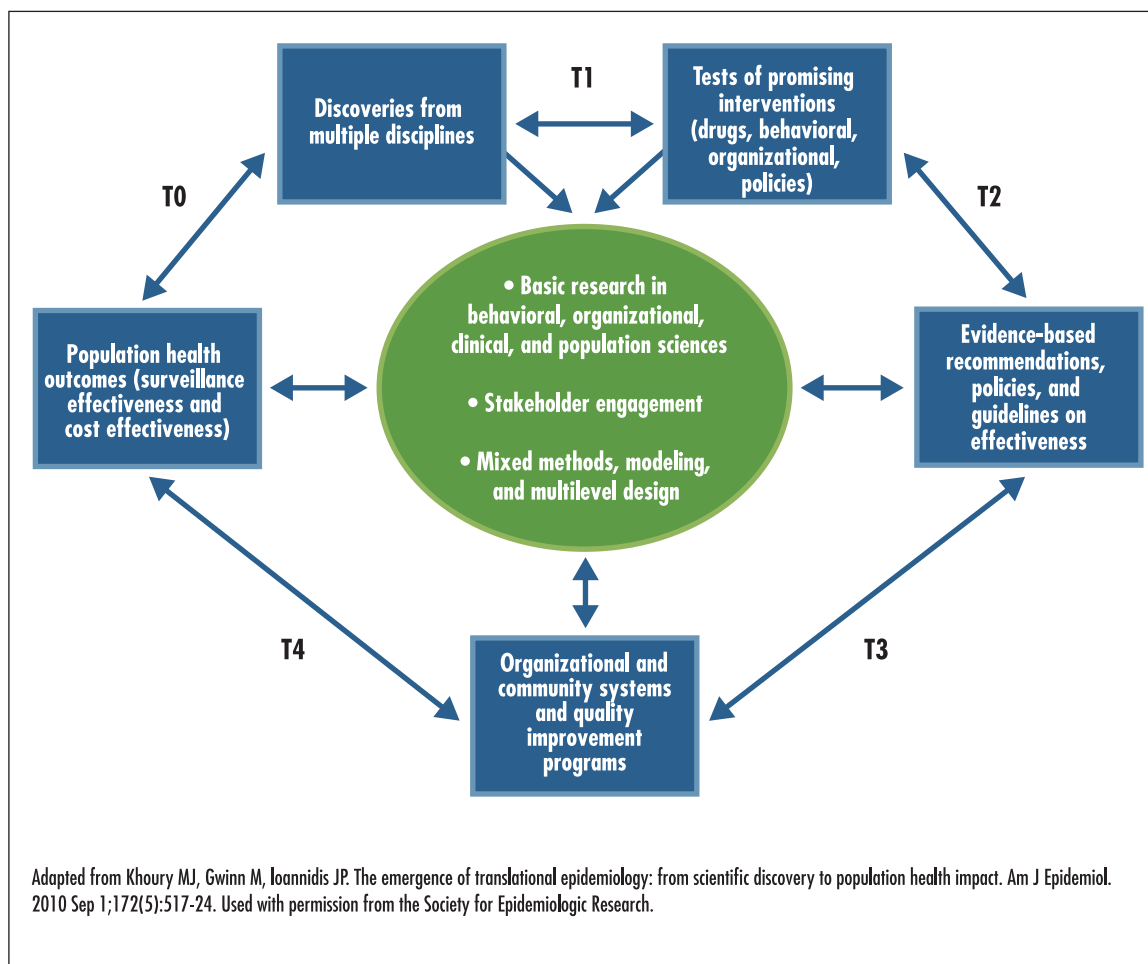 Discoveries from
multiple disciplines
T1
Tests of promising
interventions
(drugs, behavioral,
organizational,
policies)
T0
T2
• Basic research in
behavioral, organizational,
clinical, and population sciences
• Stakeholder engagement
• Mixed methods, modeling,
and multilevel design
Population health
outcomes (surveillance
effectiveness and
cost effectiveness)
Evidence-based
recommendations,
policies, and
guidelines on
effectiveness
T4
T3
Organizational and
community systems
and quality
improvement
programs
Adapted from Khoury MJ, Gwinn M, Ioannidis JP. The emergence of translational epidemiology: from scientific discovery to population health impact. Am J Epidemiol.
2010 Sep 1;172(5):517-24. Used with permission from the Society for Epidemiologic Research.